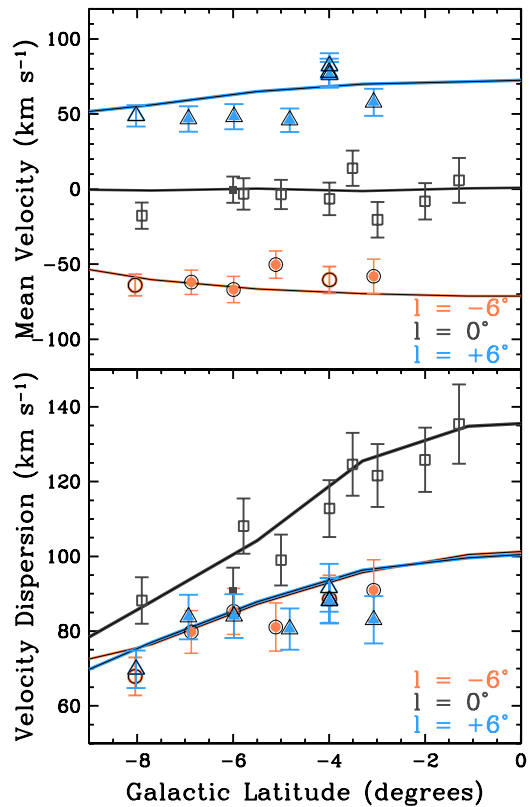 Mean Velocity (km s⁻¹)
100
50
0
−50
−100
l = −6°
l = 0°
l = +6°
Velocity Dispersion (km s⁻¹)
140
120
100
80
60
l = −6°
l = 0°
l = +6°
−8
−6
−4
−2
0
Galactic Latitude (degrees)